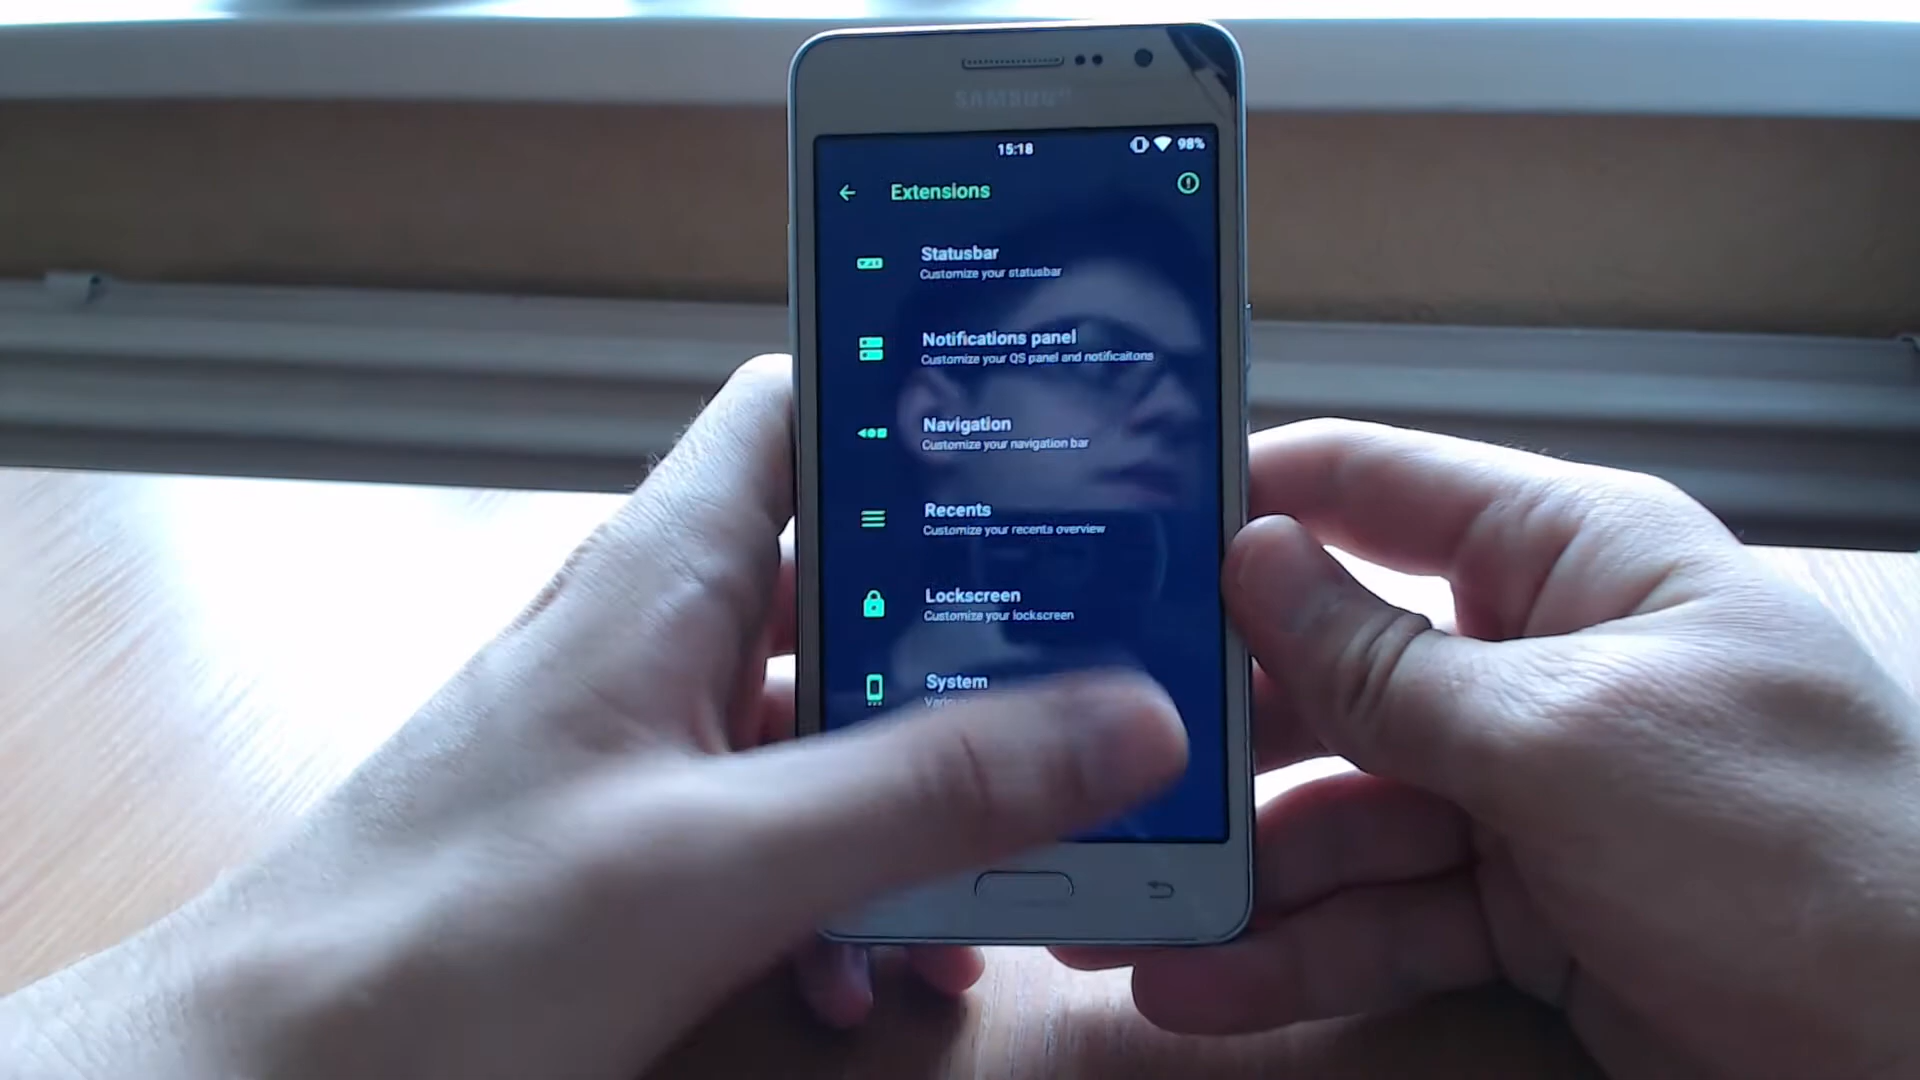 SAMSUNG
15:18
98%
Extensions
Statusbar
Customize your statusbar
Notifications panel
Customize your QS panel and notificaitons
Navigation
Customize your navigation bar
Recents
Customize your recents overview
Lockscreen
Customize your lockscreen
System